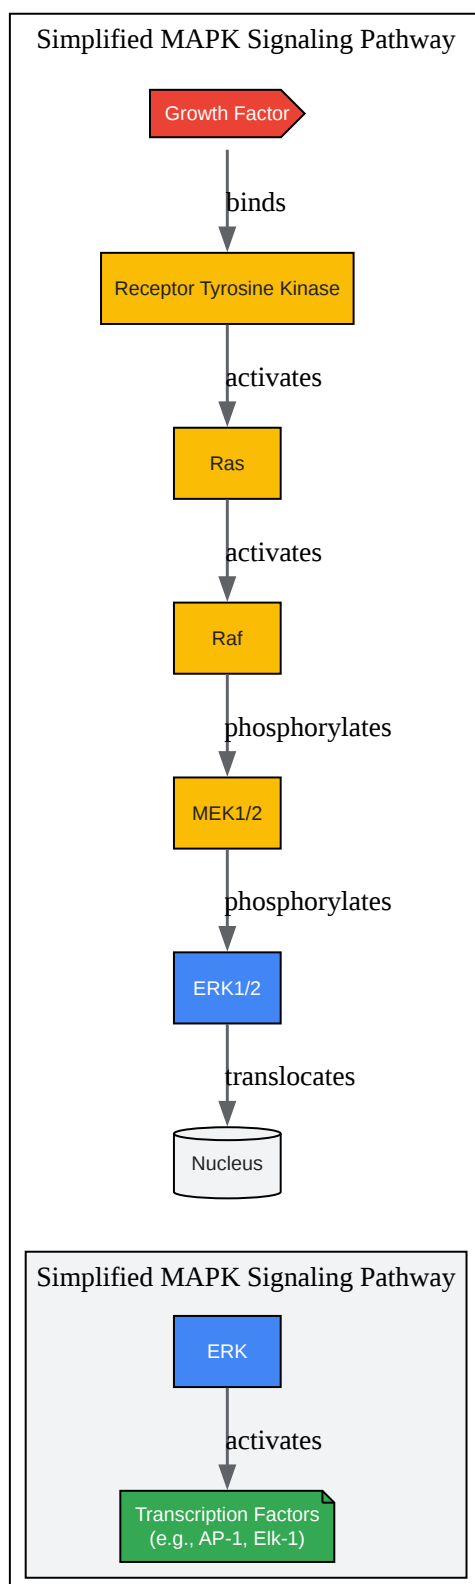 Simplified MAPK Signaling Pathway
Growth Factor
binds
Receptor Tyrosine Kinase
activates
Ras
activates
Raf
phosphorylates
MEK1/2
phosphorylates
ERK1/2
translocates
Nucleus
Simplified MAPK Signaling Pathway
ERK
activates
Transcription Factors
(e.g., AP-1, Elk-1)